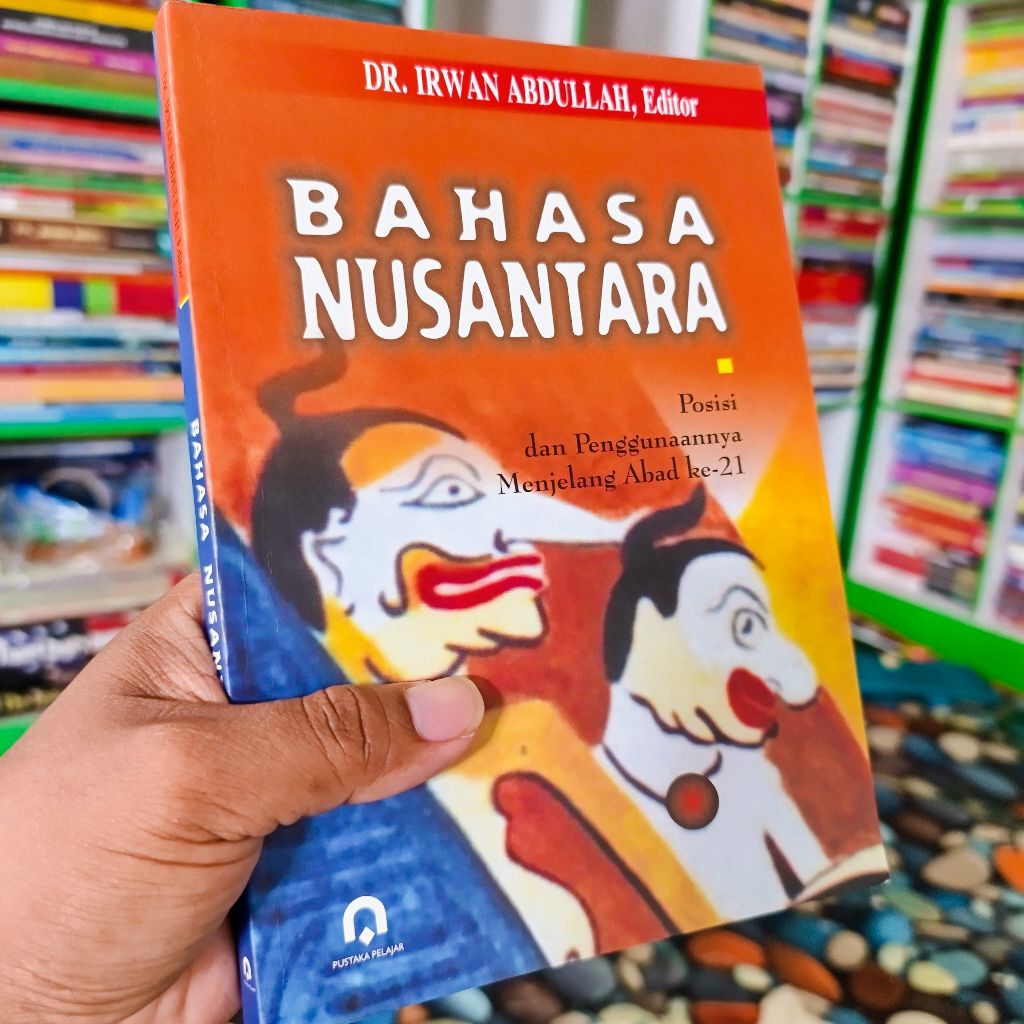 DR. IRWAN ABDULLAH, Editor
BAHASA
NUSANTARA
Posisi
dan Penggunaannya
Menjelang Abad ke-21
PUSTAKA PELAJAR
BAHASA NUSAN